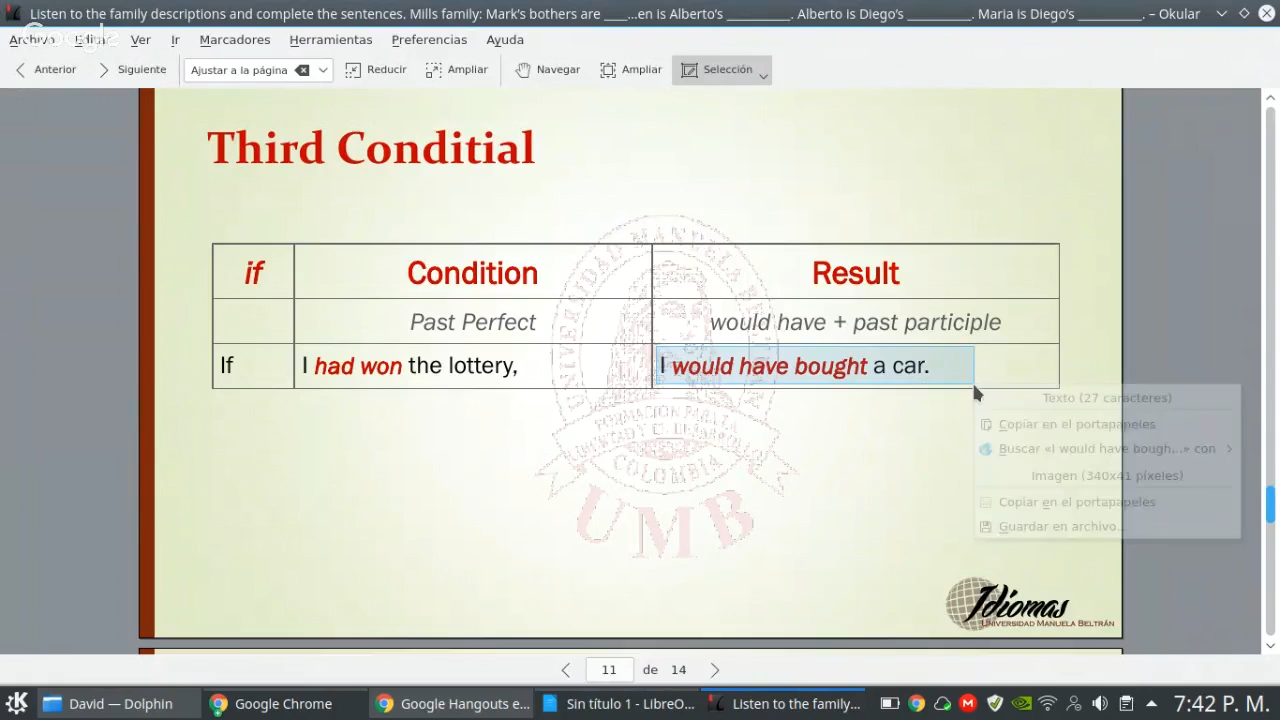 Listen to the family descriptions and complete the sentences. Mills family: Mark's bothers are ____...en is Alberto's _________. Alberto is Diego's _________. Maria is Diego's _________. – Okular
Google
Archivo Editar Ver Ir Marcadores Herramientas Preferencias Ayuda
Anterior Siguiente Ajustar a la página Reducir Ampliar Navegar Ampliar Selección
Third Conditial
if Condition Result
Past Perfect would have + past participle
If I had won the lottery, I would have bought a car.
Texto (27 caracteres)
Copiar en el portapapeles
Buscar «I would have bough...» con
Imagen (340x41 píxeles)
Copiar en el portapapeles
Guardar en archivo...
UNIVERSIDAD MANUELA BELTRÁN
COLOMBIA
UMB
Idiomas
UNIVERSIDAD MANUELA BELTRÁN
11 de 14
David — Dolphin Google Chrome Google Hangouts e... Sin título 1 - LibreO... Listen to the family... 7:42 P. M.